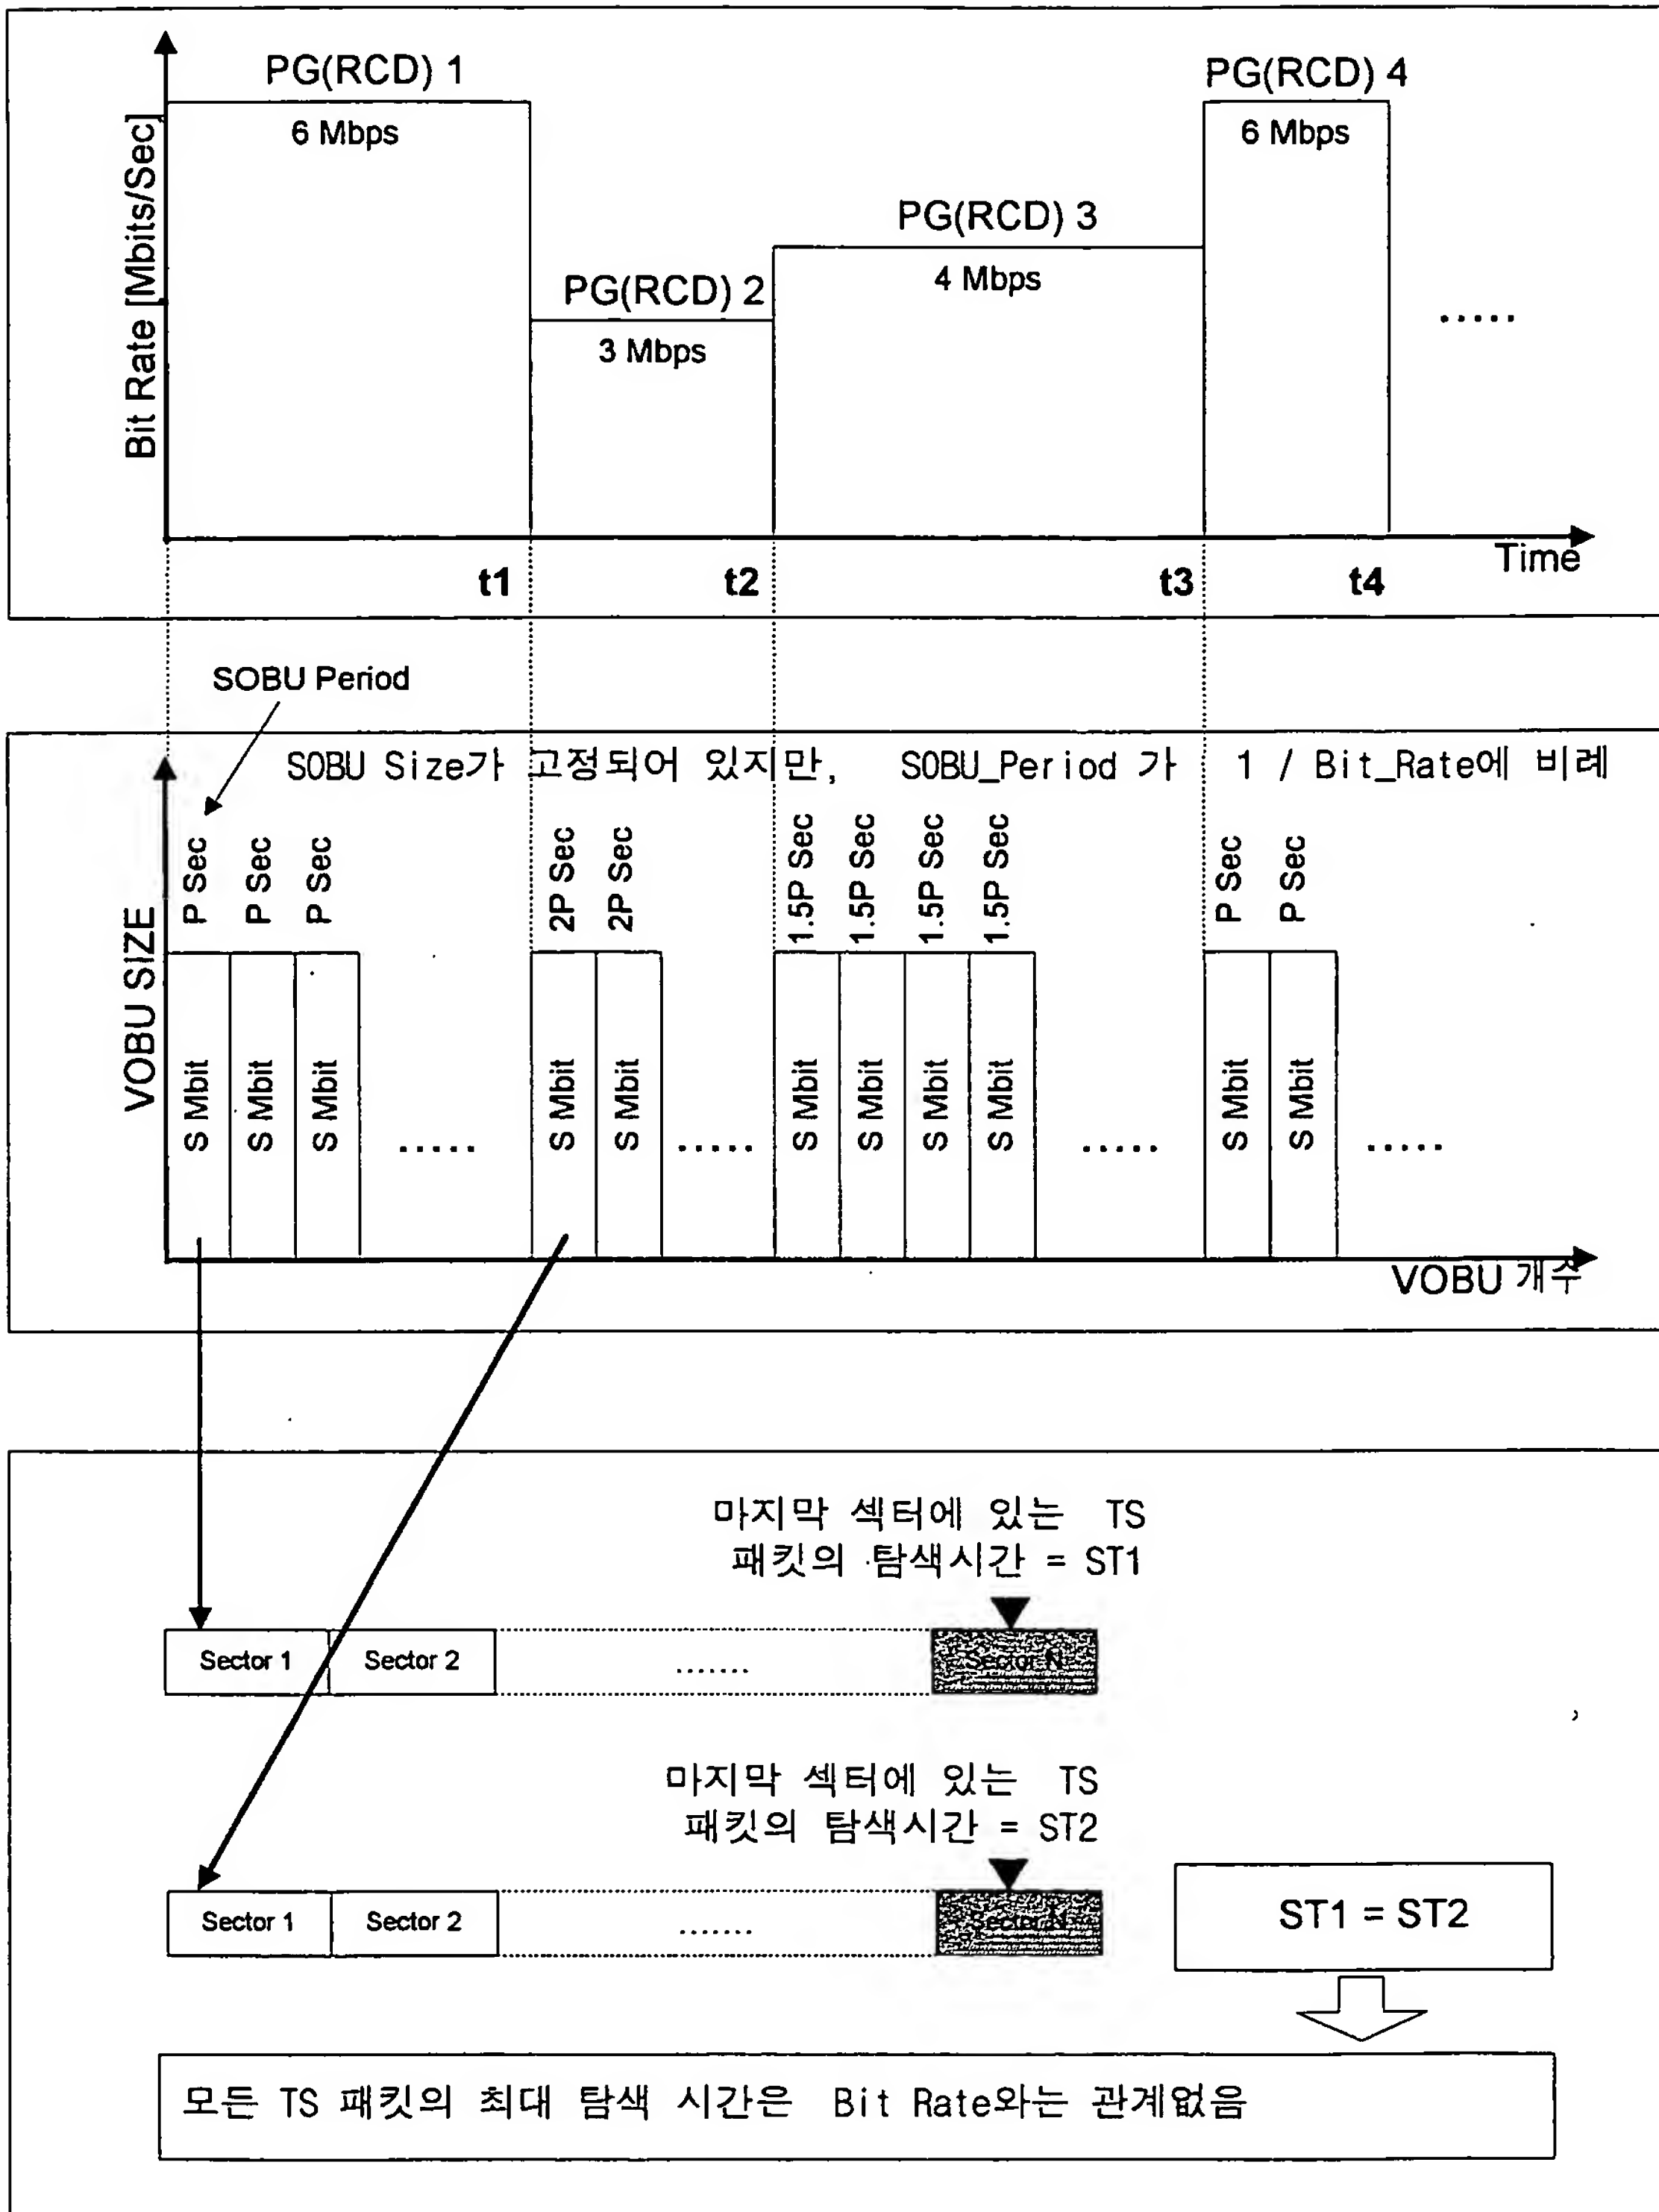 PG(RCD) 1
PG(RCD) 4
6 Mbps
6 Mbps
PG(RCD) 3
4 Mbps
PG(RCD) 2
3 Mbps
.....
Bit Rate [Mbits/Sec]
Time
t1
t2
t3
t4
SOBU Period
SOBU Size가 고정되어 있지만, SOBU_Period 가 1 / Bit_Rate에 비례
VOBU SIZE
P Sec
P Sec
P Sec
2P Sec
2P Sec
1.5P Sec
1.5P Sec
1.5P Sec
1.5P Sec
P Sec
P Sec
S Mbit
S Mbit
S Mbit
.....
S Mbit
S Mbit
.....
S Mbit
S Mbit
S Mbit
S Mbit
.....
S Mbit
S Mbit
.....
VOBU 개수
마지막 섹터에 있는 TS
패킷의 탐색시간 = ST1
Sector 1
Sector 2
.......
Sector N
마지막 섹터에 있는 TS
패킷의 탐색시간 = ST2
Sector 1
Sector 2
.......
Sector N
ST1 = ST2
모든 TS 패킷의 최대 탐색 시간은 Bit Rate와는 관계없음